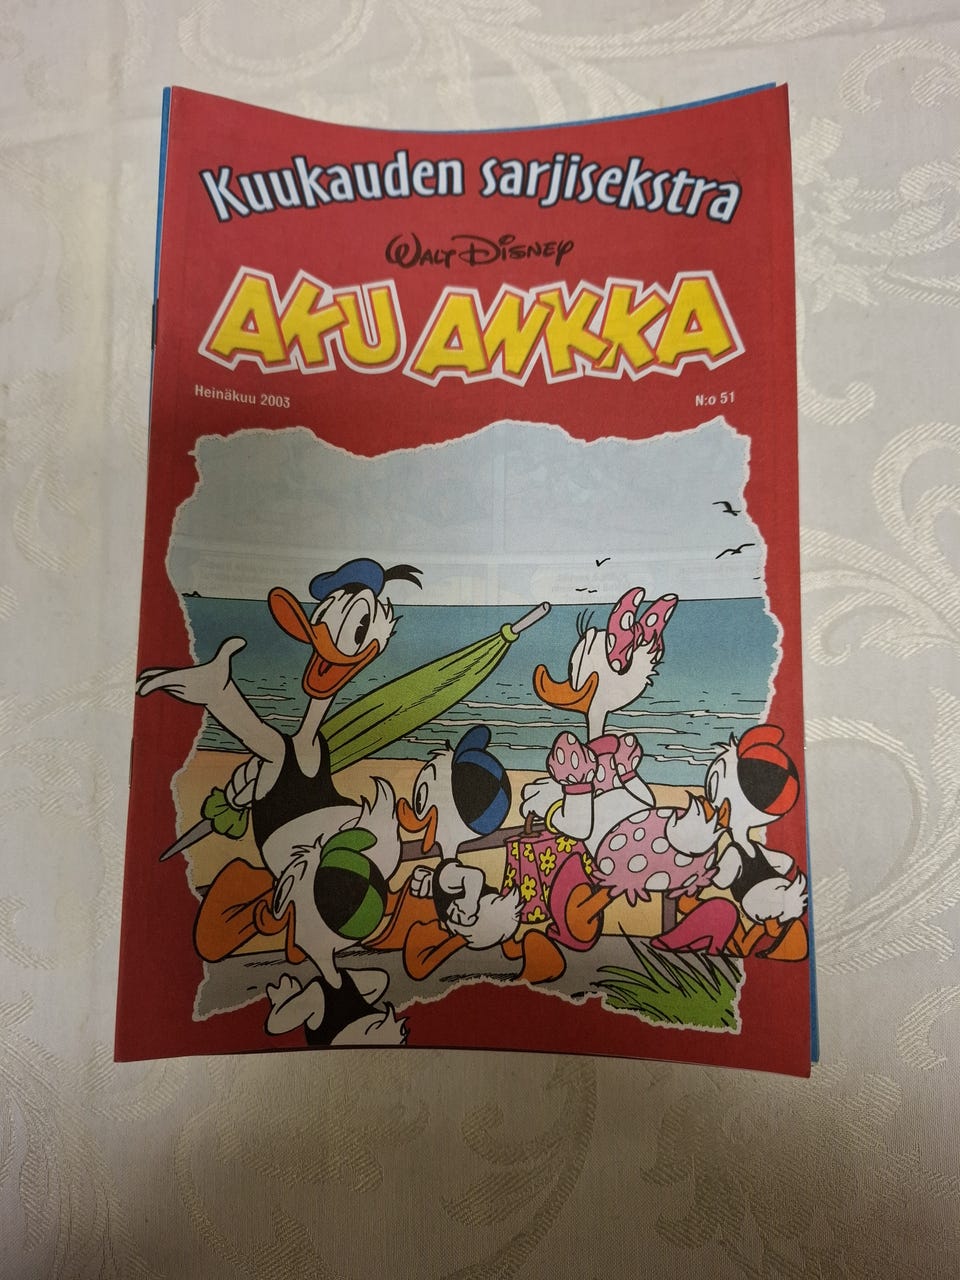 Kuukauden sarjisekstra
Walt Disney
AKU ANKKA
Heinäkuu 2003
N:o 51